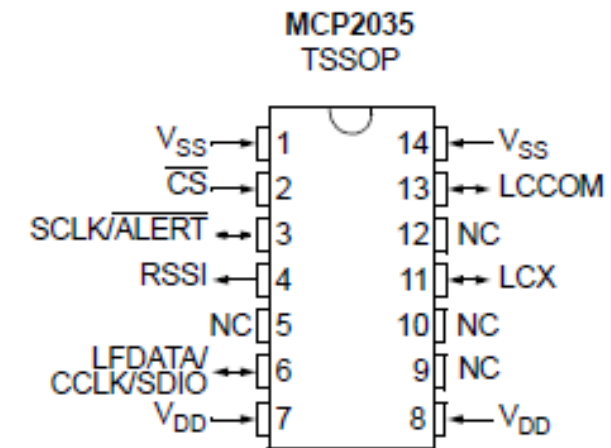 MCP2035
TSSOP
VSS 1 14 VSS
CS 2 13 LCCOM
SCLK/ALERT 3 12 NC
RSSI 4 11 LCX
NC 5 10 NC
LFDATA/
CCLK/SDIO 6 9 NC
VDD 7 8 VDD